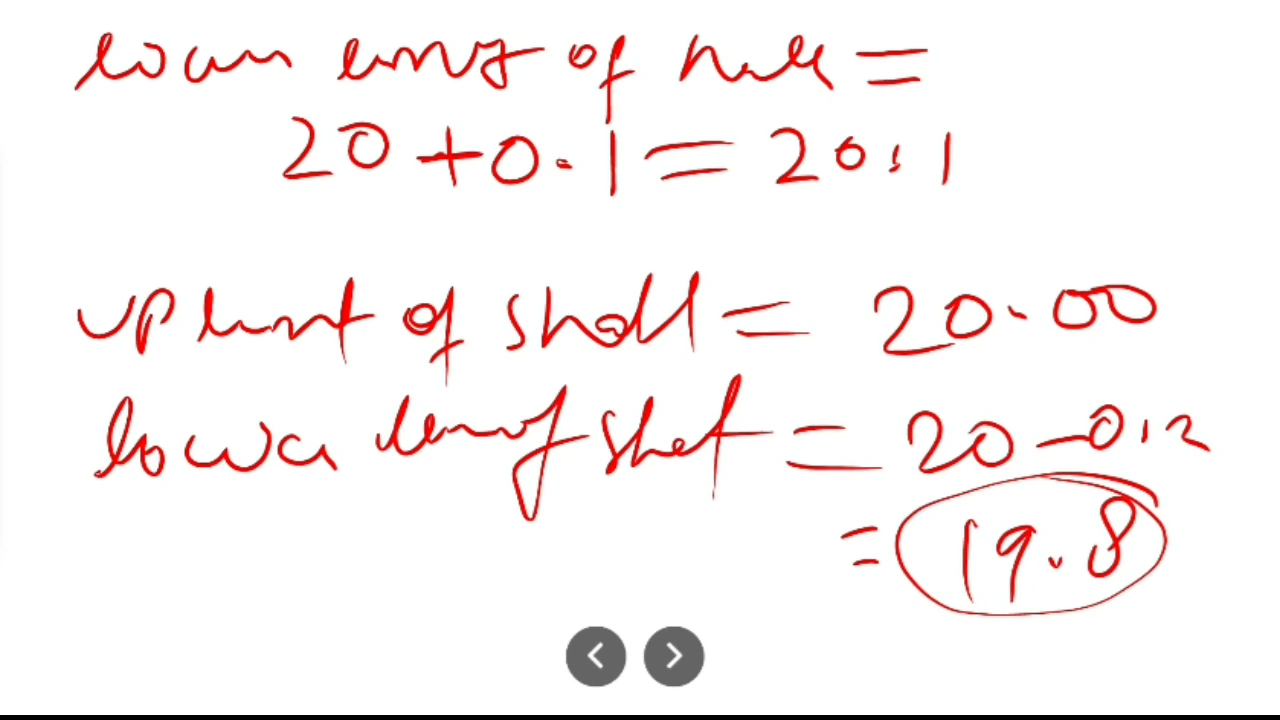 lower limit of hole =
20 + 0.1 = 20.1
up limit of shaft = 20.00
lower lim of shaft = 20 - 0.2
= 19.8